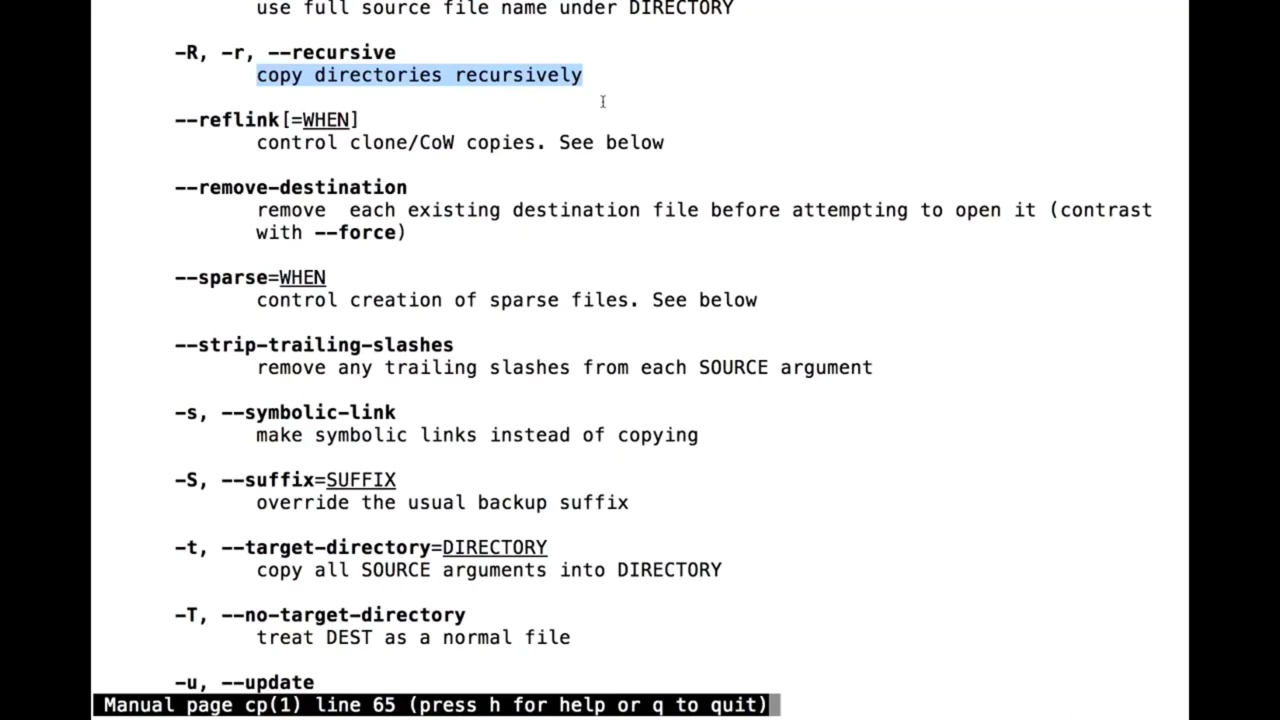 use full source file name under DIRECTORY
-R, -r, --recursive
copy directories recursively
--reflink[=WHEN]
control clone/CoW copies. See below
--remove-destination
remove  each existing destination file before attempting to open it (contrast
with --force)
--sparse=WHEN
control creation of sparse files. See below
--strip-trailing-slashes
remove any trailing slashes from each SOURCE argument
-s, --symbolic-link
make symbolic links instead of copying
-S, --suffix=SUFFIX
override the usual backup suffix
-t, --target-directory=DIRECTORY
copy all SOURCE arguments into DIRECTORY
-T, --no-target-directory
treat DEST as a normal file
-u, --update
Manual page cp(1) line 65 (press h for help or q to quit)